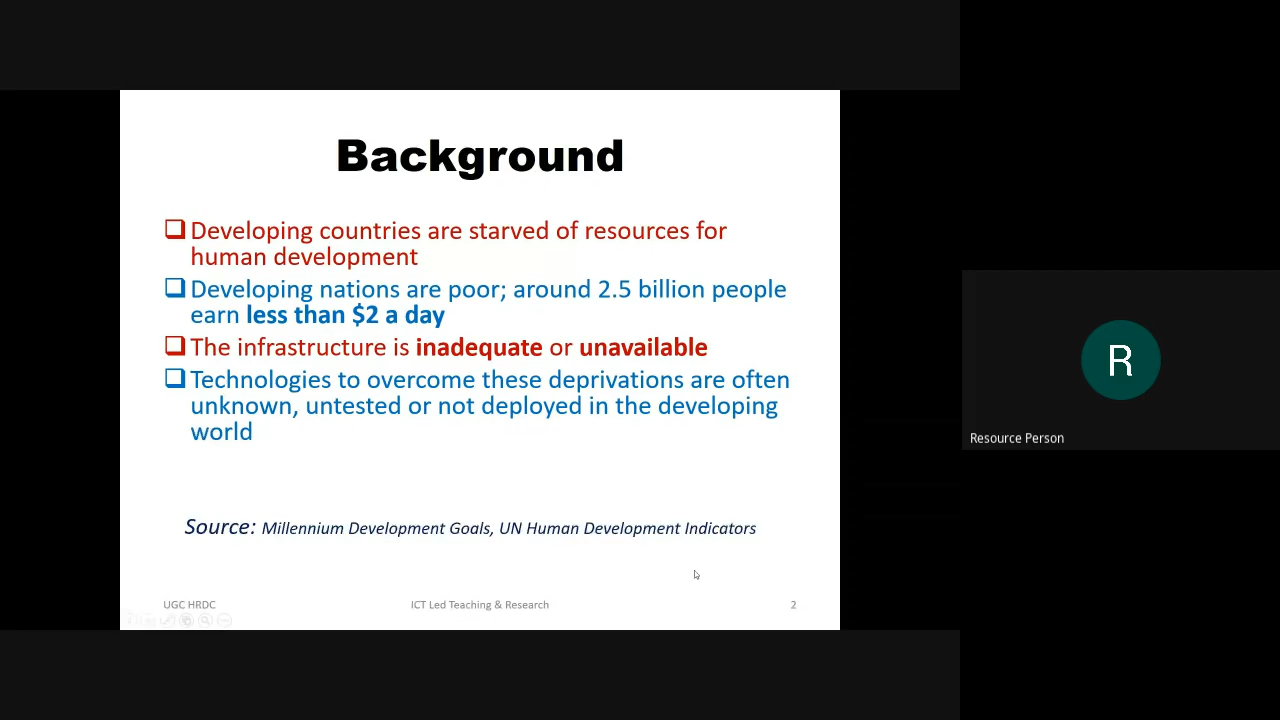 Background
Developing countries are starved of resources for
human development
Developing nations are poor; around 2.5 billion people
earn less than $2 a day
The infrastructure is inadequate or unavailable
Technologies to overcome these deprivations are often
unknown, untested or not deployed in the developing
world
Source: Millennium Development Goals, UN Human Development Indicators
UGC HRDC
ICT Led Teaching & Research
2
R
Resource Person